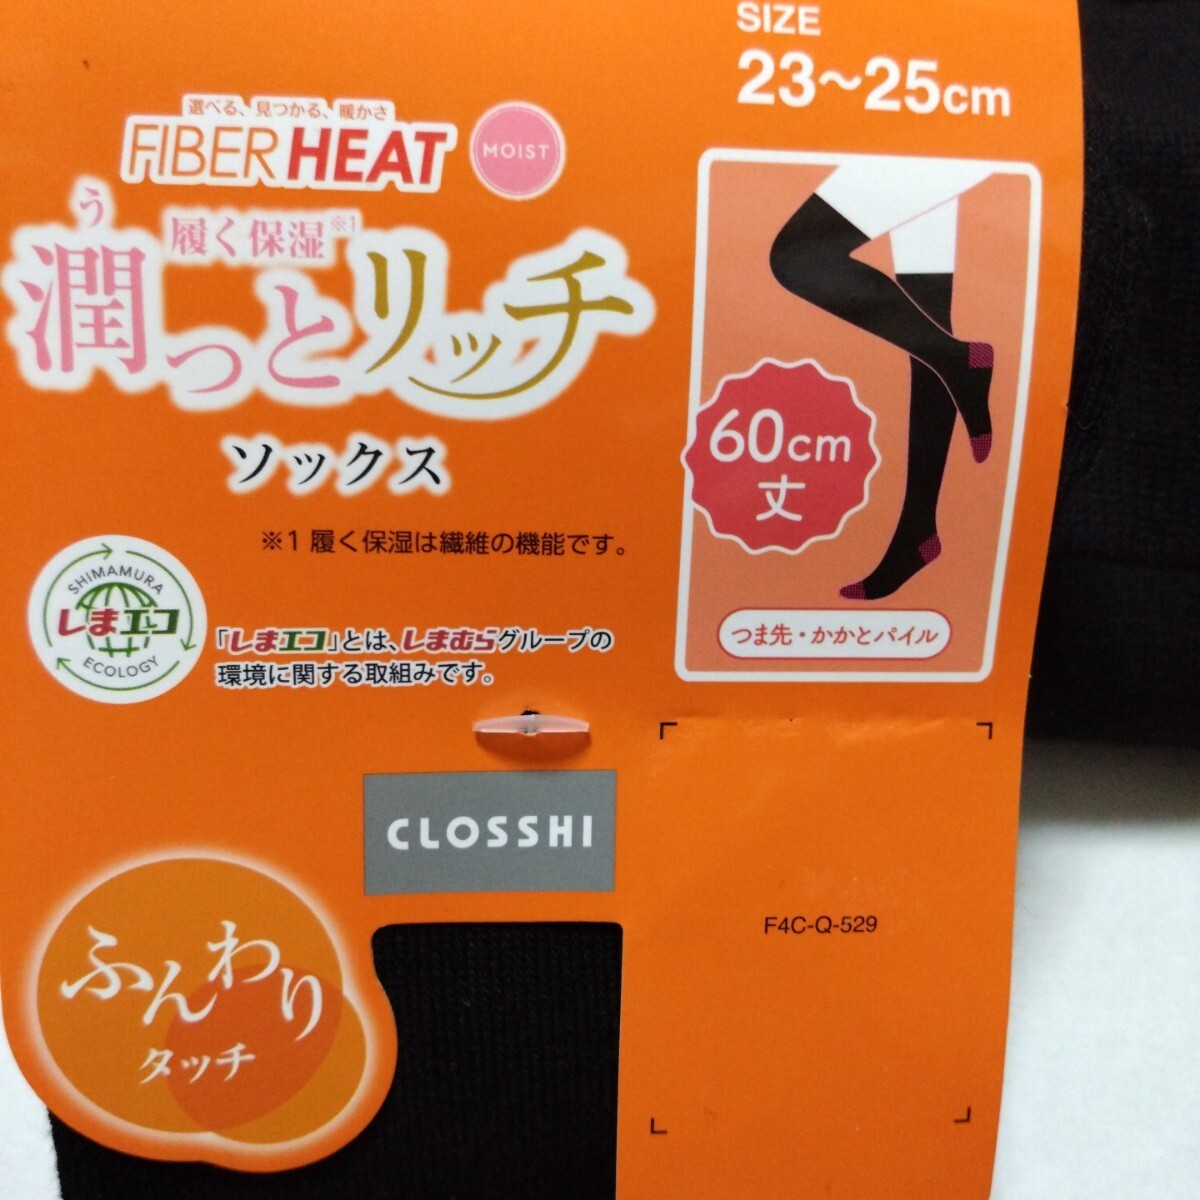 SIZE
23〜25cm
選べる、見つかる、暖かさ
FIBER HEAT
MOIST
履く保湿※1
う
潤っとリッチ
ソックス
※1 履く保湿は繊維の機能です。
60cm
丈
つま先・かかとパイル
SHIMAMURA
しまエコ
ECOLOGY
「しまエコ」とは、しまむらグループの
環境に関する取組みです。
CLOSSHI
ふんわり
タッチ
F4C-Q-529